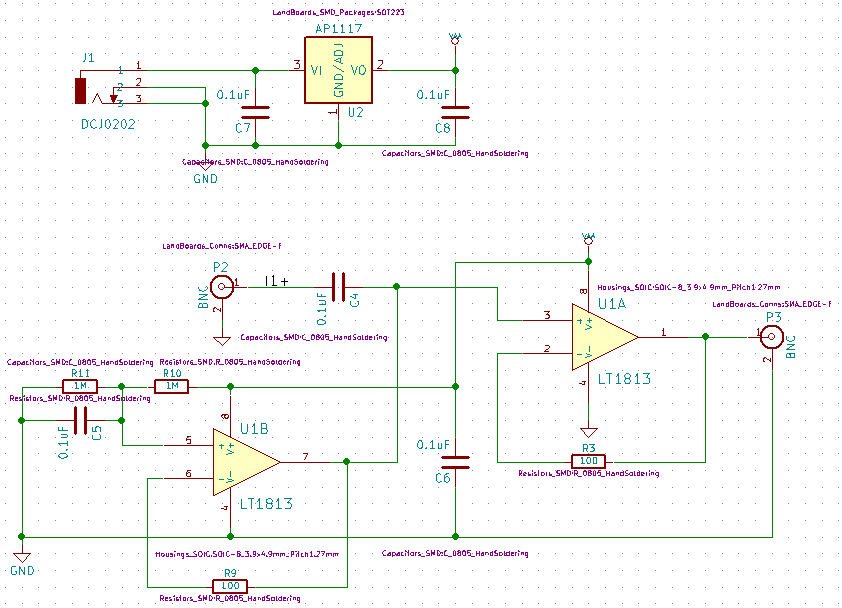 LandBoards_SMD_Packages:SOT223
AP1117
J1
1 1
2 2
3 3
DCJ0202
0.1uF
C7
3
VI
GND/ADJ
VO
2
1
U2
0.1uF
C8
Capacitors_SMD:C_0805_HandSoldering
Capacitors_SMD:C_0805_HandSoldering
GND
LandBoards_Conns:SMA_EDGE-F
P2
1
I1+
BNC
2
0.1uF
C4
Capacitors_SMD:C_0805_HandSoldering
Housings_SOIC:SOIC-8_3.9x4.9mm_Pitch1.27mm
8
U1A
3
+
V+
2
-
V-
1
4
LT1813
LandBoards_Conns:SMA_EDGE-F
P3
1
BNC
2
R3
100
Resistors_SMD:R_0805_HandSoldering
Capacitors_SMD:C_0805_HandSoldering
Resistors_SMD:R_0805_HandSoldering
R11
1M
R10
1M
Resistors_SMD:R_0805_HandSoldering
0.1uF
C5
8
U1B
5
+
V+
6
-
V-
7
4
LT1813
0.1uF
C6
GND
Housings_SOIC:SOIC-8_3.9x4.9mm_Pitch1.27mm
Capacitors_SMD:C_0805_HandSoldering
R9
100
Resistors_SMD:R_0805_HandSoldering